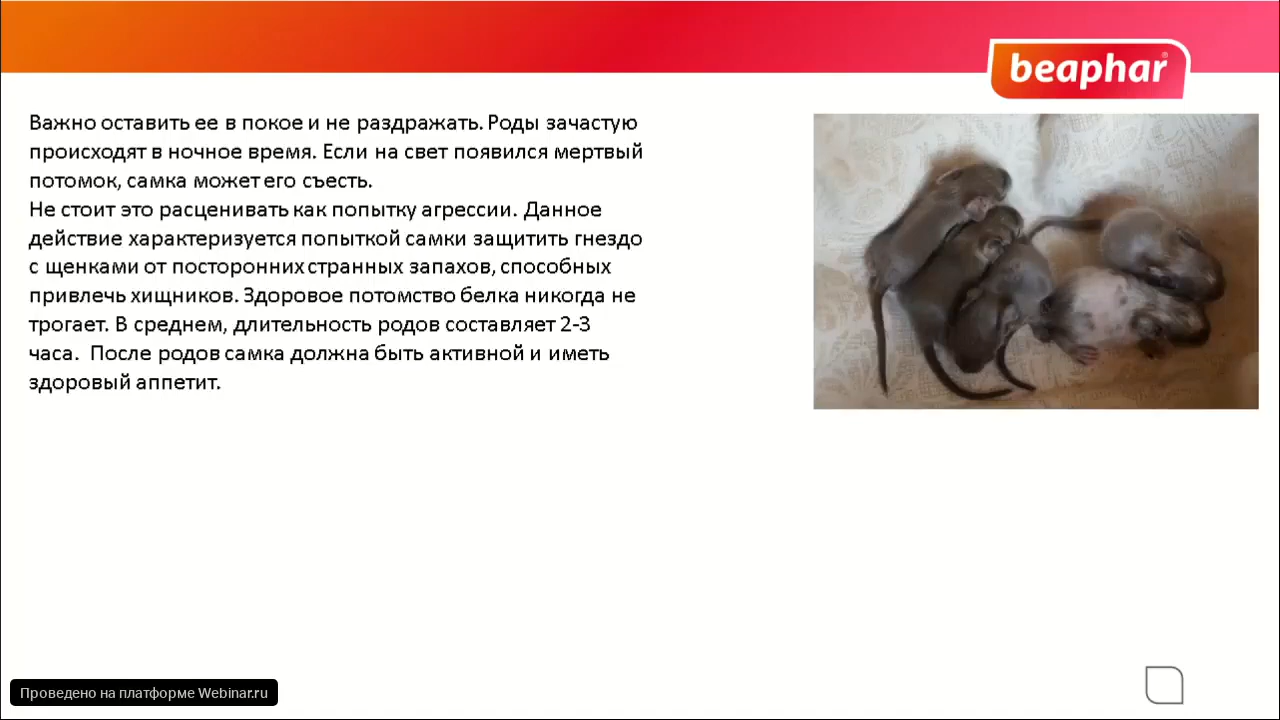 beaphar®
Важно оставить ее в покое и не раздражать. Роды зачастую
происходят в ночное время. Если на свет появился мертвый
потомок, самка может его съесть.
Не стоит это расценивать как попытку агрессии. Данное
действие характеризуется попыткой самки защитить гнездо
с щенками от посторонних странных запахов, способных
привлечь хищников. Здоровое потомство белка никогда не
трогает. В среднем, длительность родов составляет 2-3
часа. После родов самка должна быть активной и иметь
здоровый аппетит.
Проведено на платформе Webinar.ru